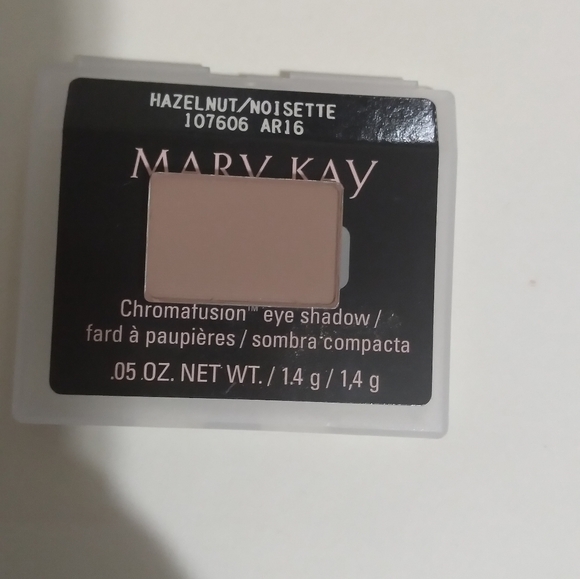 HAZELNUT/NOISETTE
107606 AR16
MARY KAY
Chromafusion™ eye shadow /
fard à paupières / sombra compacta
.05 OZ. NET WT. / 1.4 g / 1,4 g